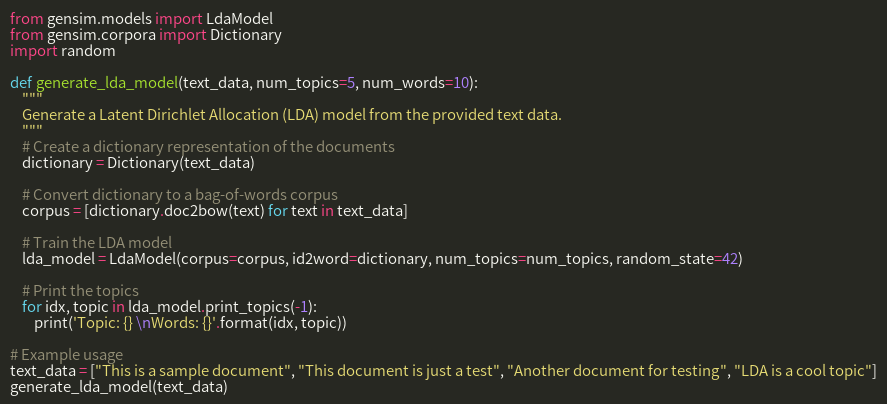 from gensim.models import LdaModel
from gensim.corpora import Dictionary
import random
def generate_lda_model(text_data, num_topics=5, num_words=10):
"""
Generate a Latent Dirichlet Allocation (LDA) model from the provided text data.
"""
# Create a dictionary representation of the documents
dictionary = Dictionary(text_data)
# Convert dictionary to a bag-of-words corpus
corpus = [dictionary.doc2bow(text) for text in text_data]
# Train the LDA model
lda_model = LdaModel(corpus=corpus, id2word=dictionary, num_topics=num_topics, random_state=42)
# Print the topics
for idx, topic in lda_model.print_topics(-1):
print('Topic: {} \nWords: {}'.format(idx, topic))
# Example usage
text_data = ["This is a sample document", "This document is just a test", "Another document for testing", "LDA is a cool topic"]
generate_lda_model(text_data)